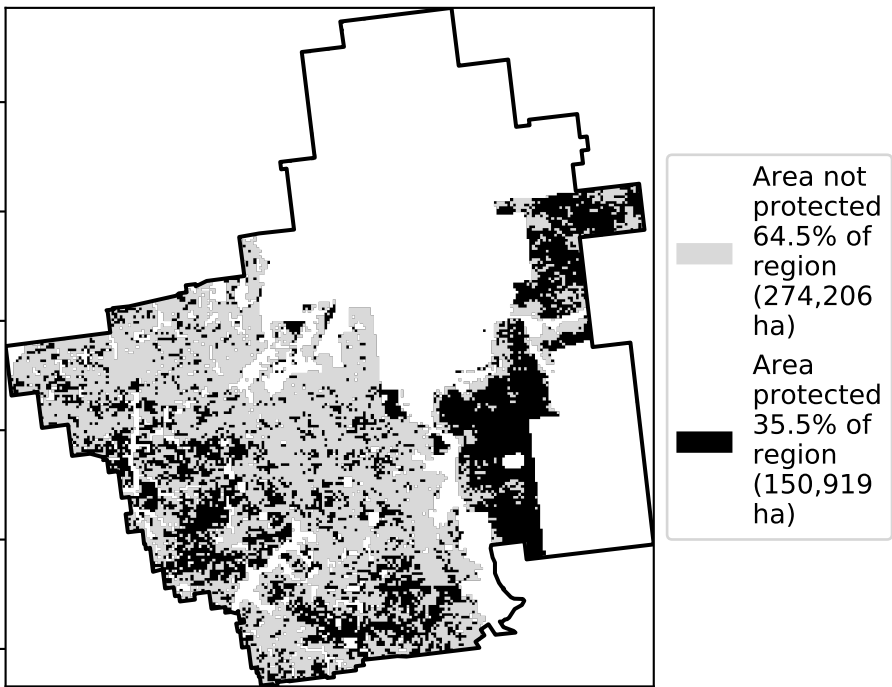 Area not
protected
64.5% of
region
(274,206
ha)
Area
protected
35.5% of
region
(150,919
ha)